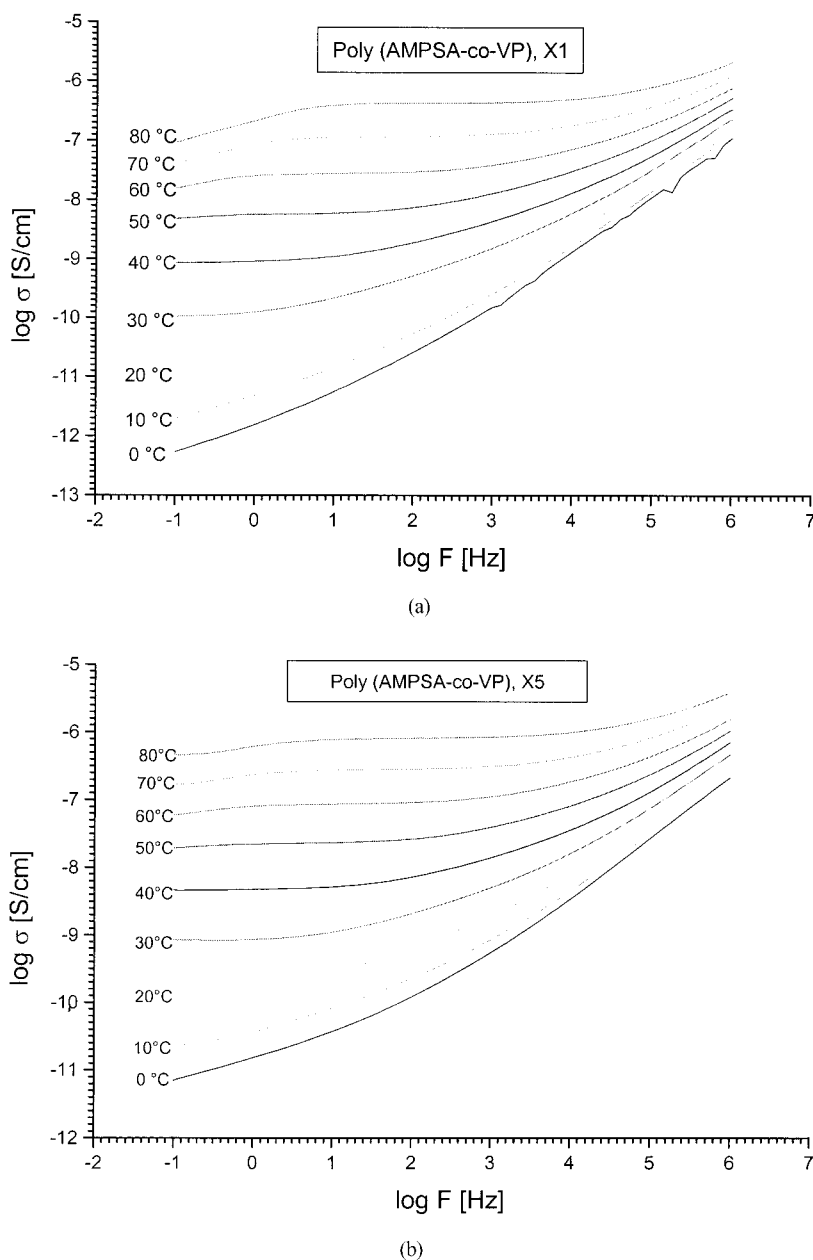 Poly (AMPSA-co-VP), X1
-5
-6
-7
-8
-9
-10
-11
-12
-13
log σ [S/cm]
80 °C
70 °C
60 °C
50 °C
40 °C
30 °C
20 °C
10 °C
0 °C
-2 -1 0 1 2 3 4 5 6 7
log F [Hz]
(a)
Poly (AMPSA-co-VP), X5
-5
-6
-7
-8
-9
-10
-11
-12
log σ [S/cm]
80°C
70°C
60°C
50°C
40°C
30°C
20°C
10°C
0 °C
-2 -1 0 1 2 3 4 5 6 7
log F [Hz]
(b)